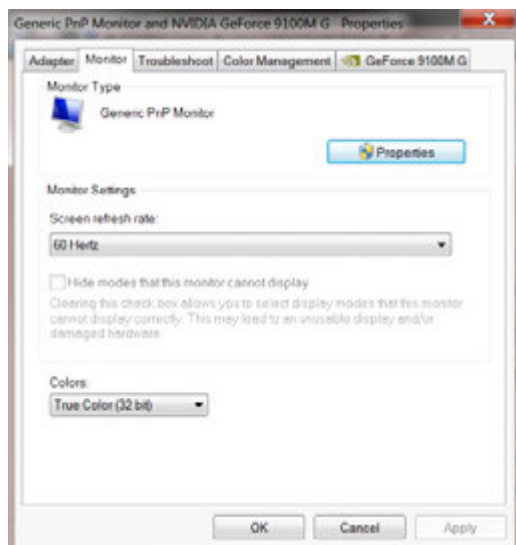 Generic PnP Monitor and NVIDIA GeForce 9100M G Properties
Adapter Monitor Troubleshoot Color Management GeForce 9100M G
Monitor Type
Generic PnP Monitor
Properties
Monitor Settings
Screen refresh rate:
60 Hertz
Hide modes that this monitor cannot display
Clearing this check box allows you to select display modes that this monitor
cannot display correctly. This may lead to an unusable display and/or
damaged hardware.
Colors:
True Color (32 bit)
OK Cancel Apply